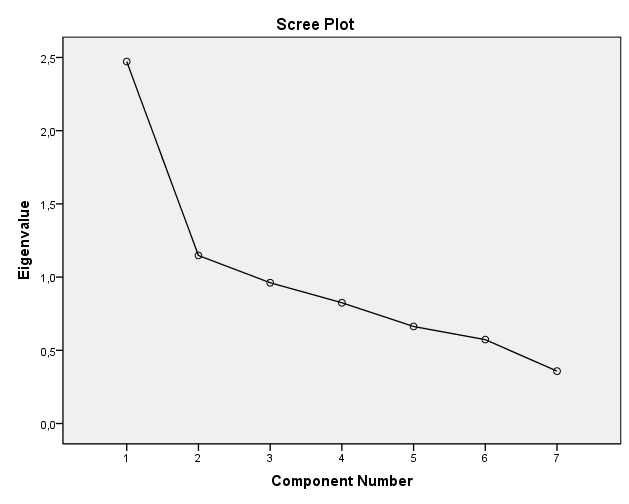 Scree Plot
Eigenvalue
2,5
2,0
1,5
1,0
0,5
0,0
1 2 3 4 5 6 7
Component Number